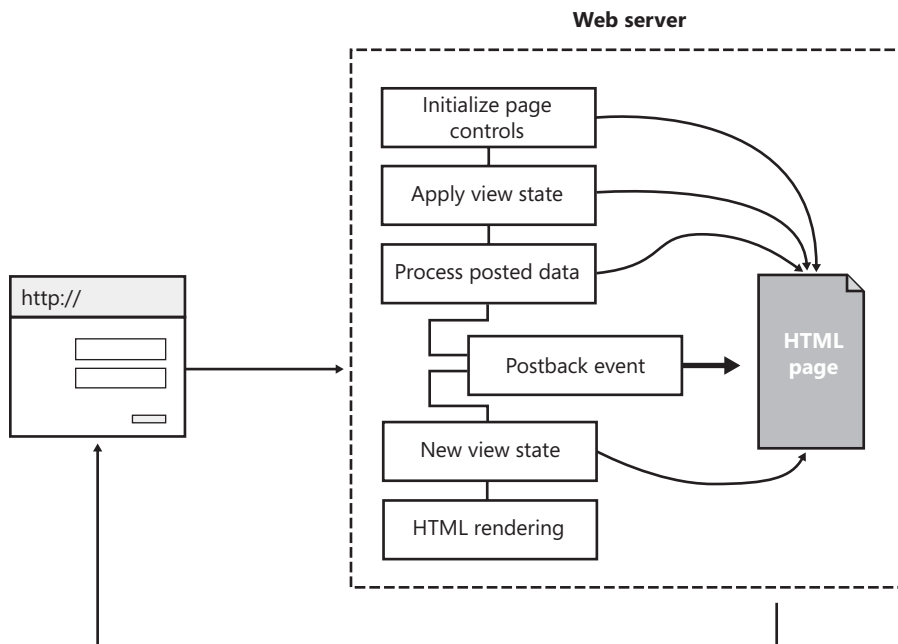 Web server
Initialize page
controls
Apply view state
Process posted data
http://
HTML
page
Postback event
New view state
HTML rendering